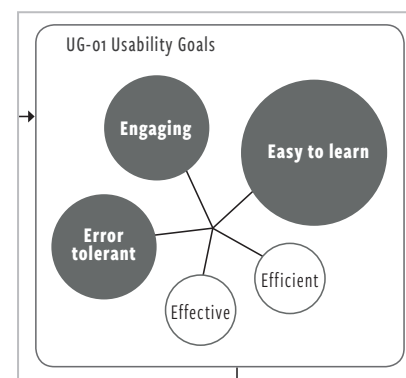 UG-01 Usability Goals
Engaging
Easy to learn
Error
tolerant
Efficient
Effective